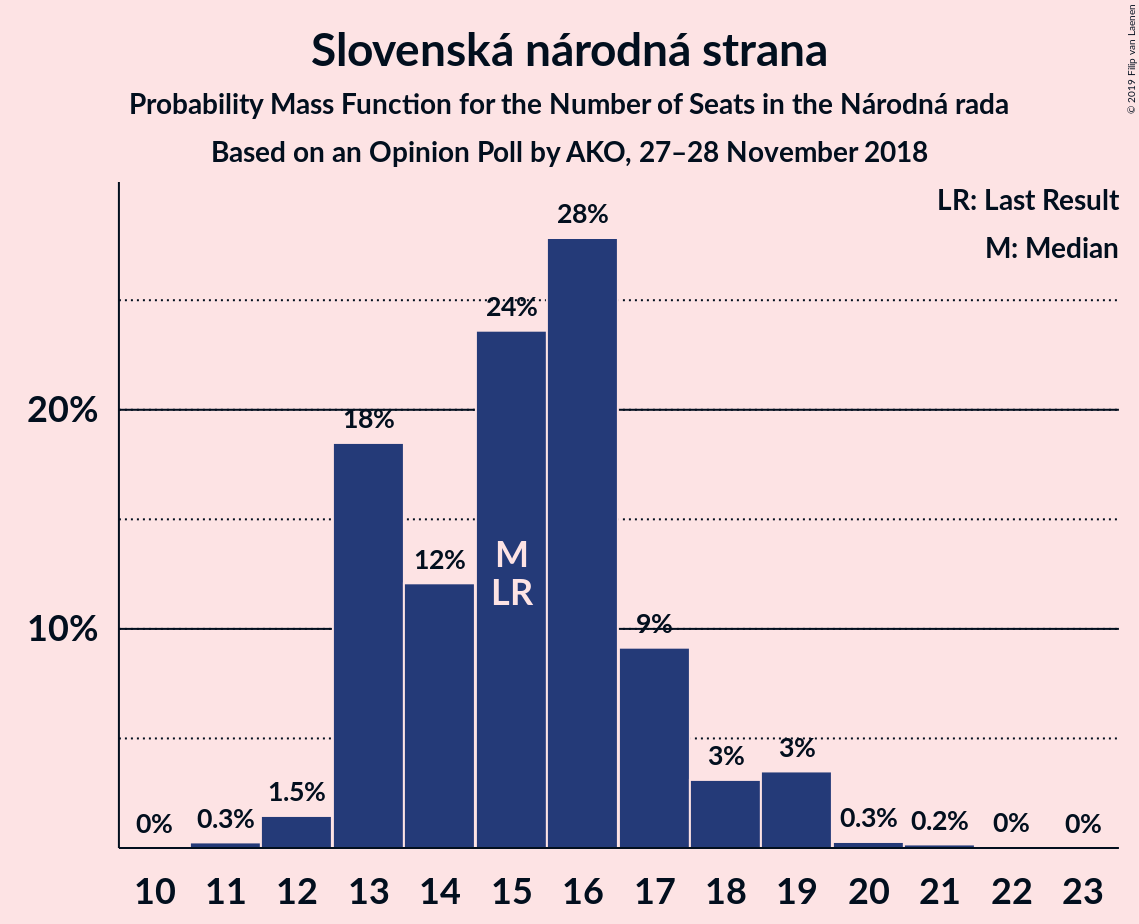 Slovenská národná strana
Probability Mass Function for the Number of Seats in the Národná rada
Based on an Opinion Poll by AKO, 27–28 November 2018
© 2019 Filip van Laenen
LR: Last Result
M: Median
28%
24%
20%
18%
M
12%
LR
10%
9%
3%
3%
1.5%
0%
0.3%
0.3%
0.2%
0%
0%
10 11 12 13 14 15 16 17 18 19 20 21 22 23